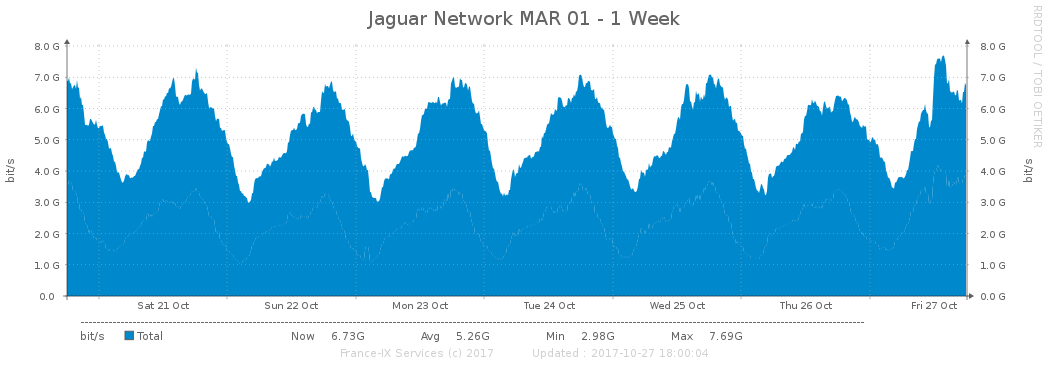 Jaguar Network MAR 01 - 1 Week
RRDTOOL / TOBI OETIKER
bit/s
8.0 G 8.0 G
7.0 G 7.0 G
6.0 G 6.0 G
5.0 G 5.0 G
4.0 G 4.0 G
3.0 G 3.0 G
2.0 G 2.0 G
1.0 G 1.0 G
0.0 0.0 G
bit/s
Sat 21 Oct Sun 22 Oct Mon 23 Oct Tue 24 Oct Wed 25 Oct Thu 26 Oct Fri 27 Oct
bit/s Total Now 6.73G Avg 5.26G Min 2.98G Max 7.69G
France-IX Services (c) 2017 Updated : 2017-10-27 18:00:04